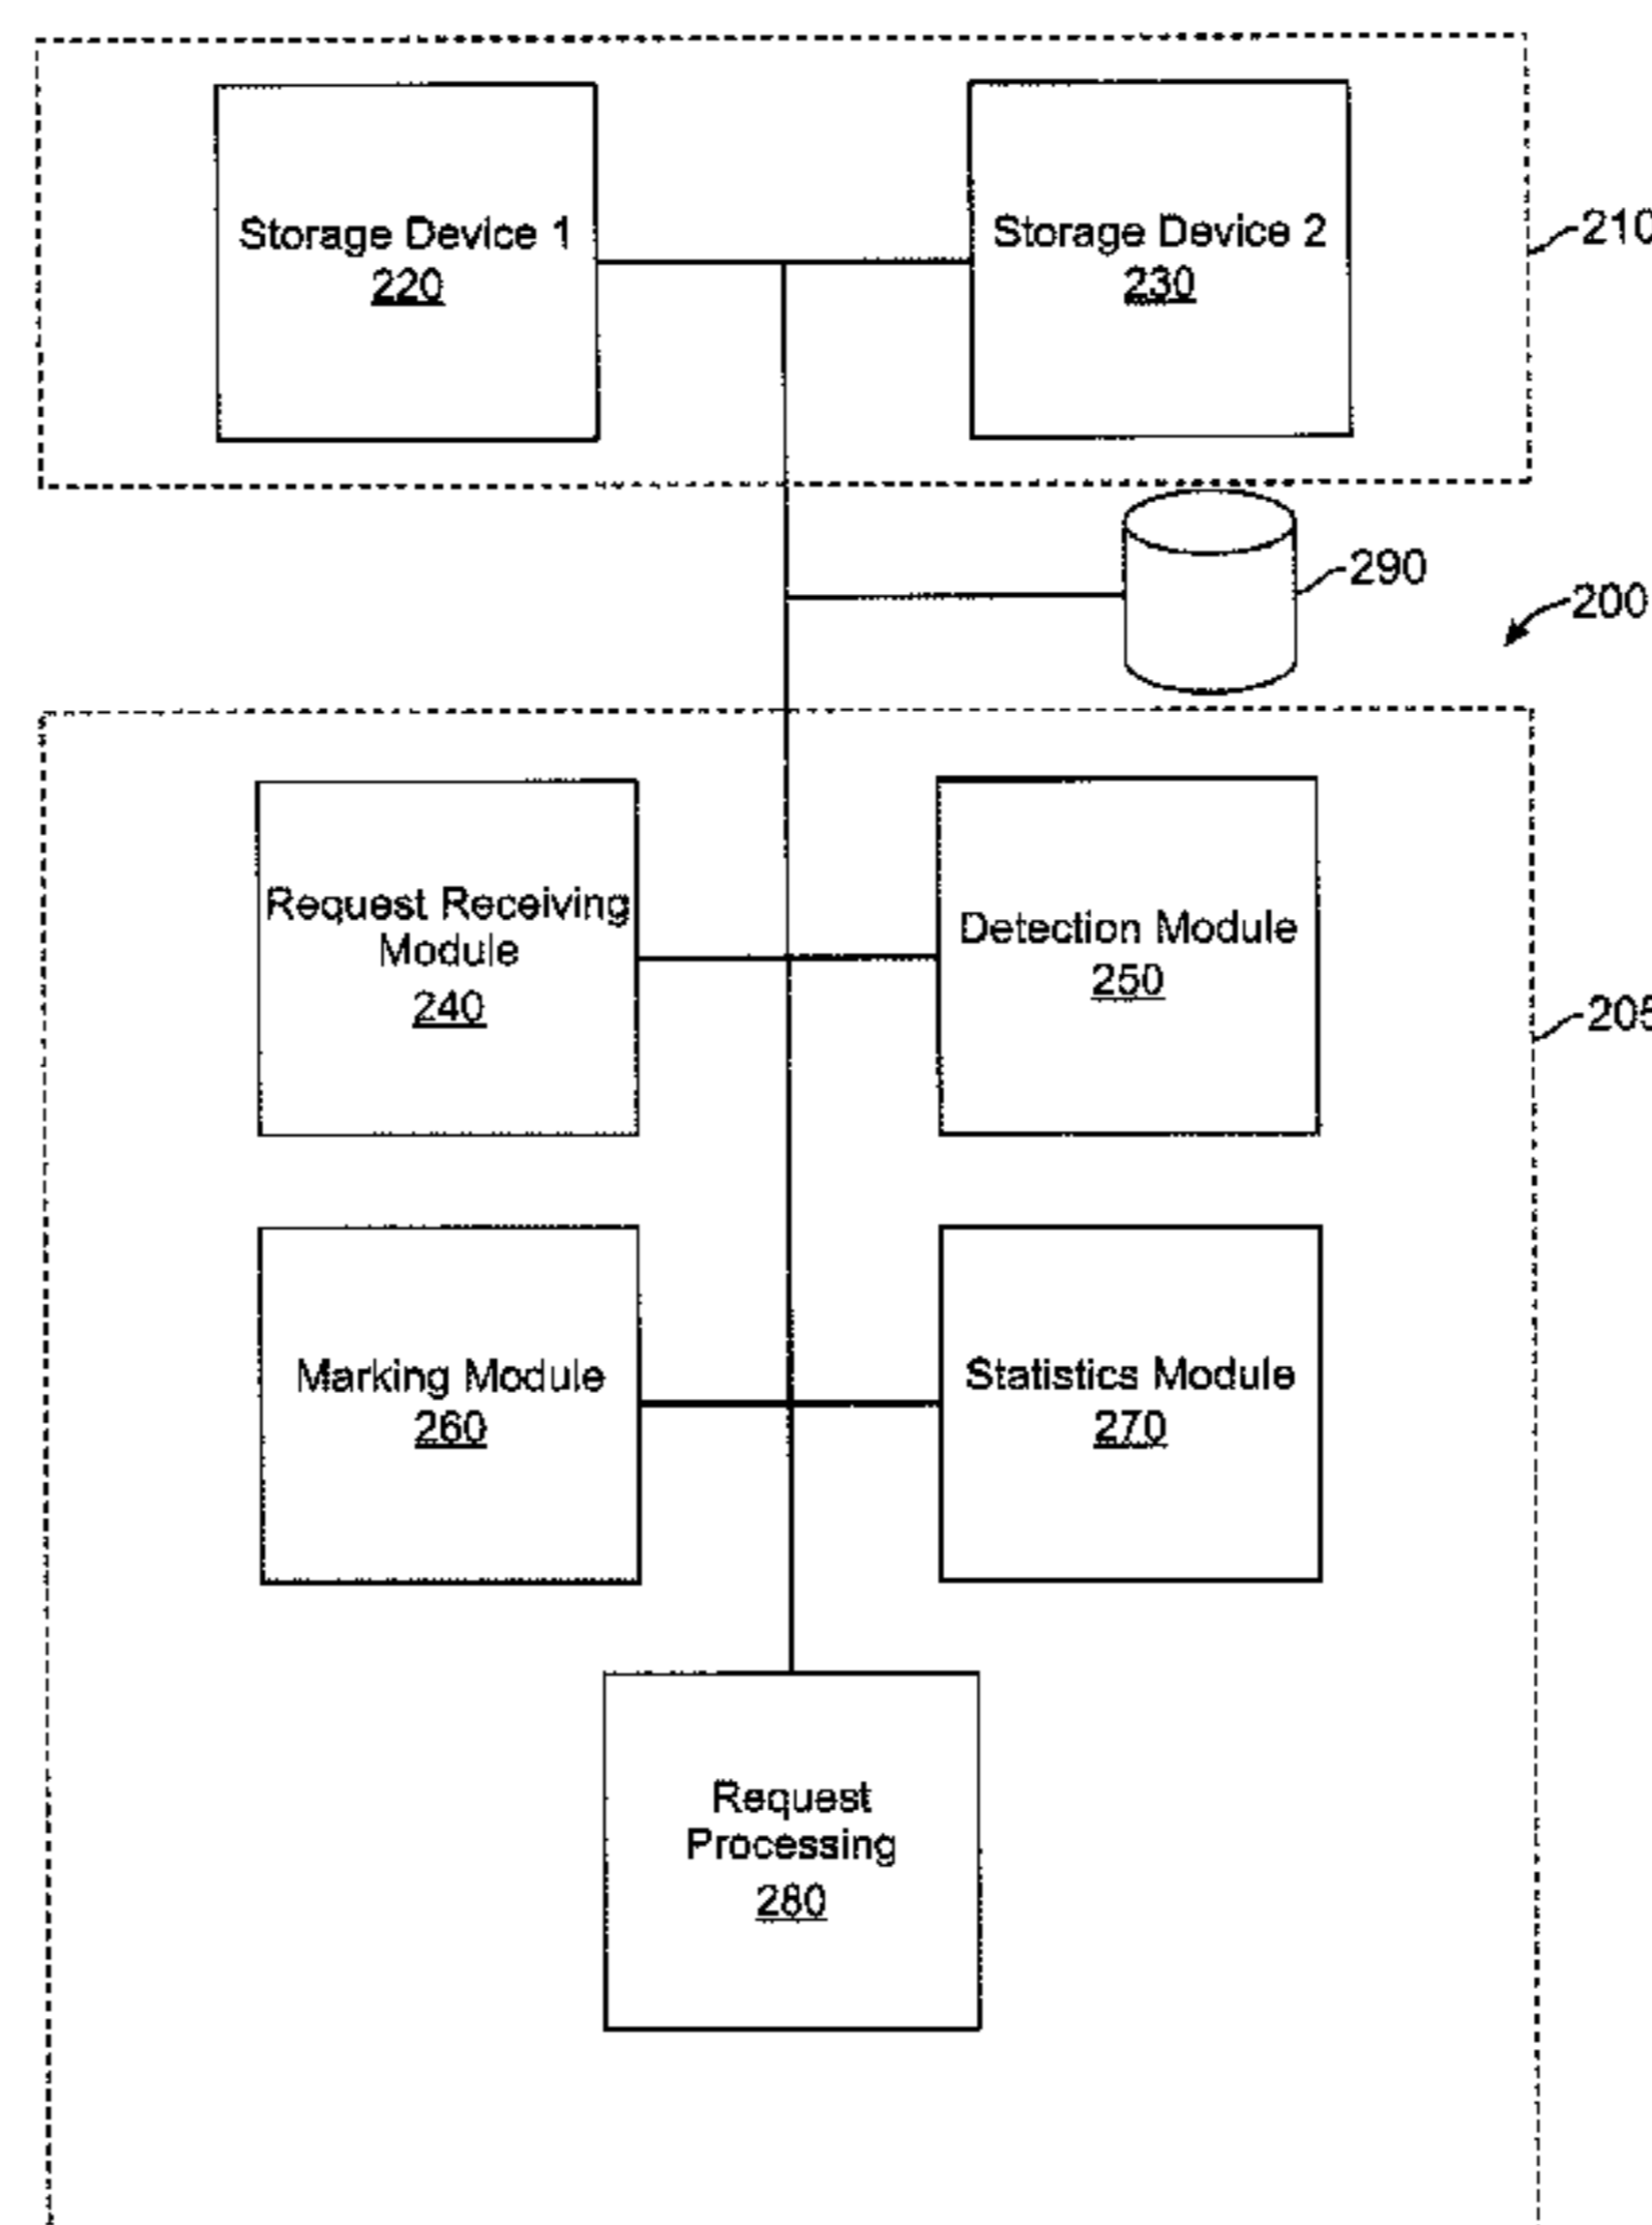 Storage Device 1
220
Storage Device 2
230
210
290
200
Request Receiving
Module
240
Detection Module
250
205
Marking Module
260
Statistics Module
270
Request
Processing
280